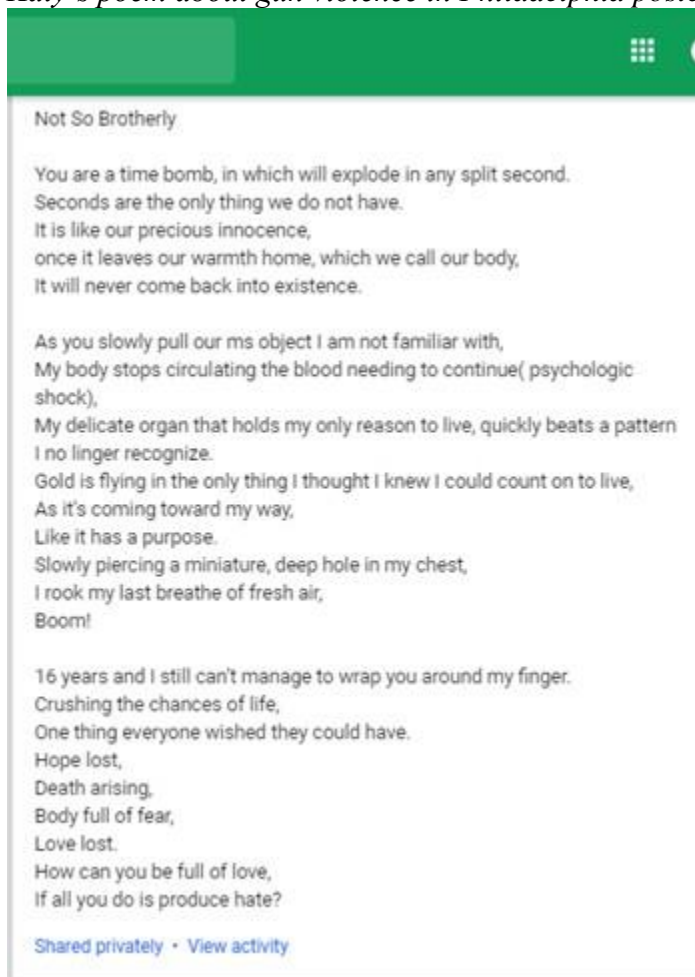 Not So Brotherly
You are a time bomb, in which will explode in any split second.
Seconds are the only thing we do not have.
It is like our precious innocence,
once it leaves our warmth home, which we call our body,
It will never come back into existence.
As you slowly pull our ms object I am not familiar with,
My body stops circulating the blood needing to continue( psychologic
shock),
My delicate organ that holds my only reason to live, quickly beats a pattern
I no linger recognize.
Gold is flying in the only thing I thought I knew I could count on to live,
As it's coming toward my way,
Like it has a purpose.
Slowly piercing a miniature, deep hole in my chest,
I rook my last breathe of fresh air,
Boom!
16 years and I still can't manage to wrap you around my finger.
Crushing the chances of life,
One thing everyone wished they could have.
Hope lost,
Death arising,
Body full of fear,
Love lost.
How can you be full of love,
If all you do is produce hate?
Shared privately • View activity